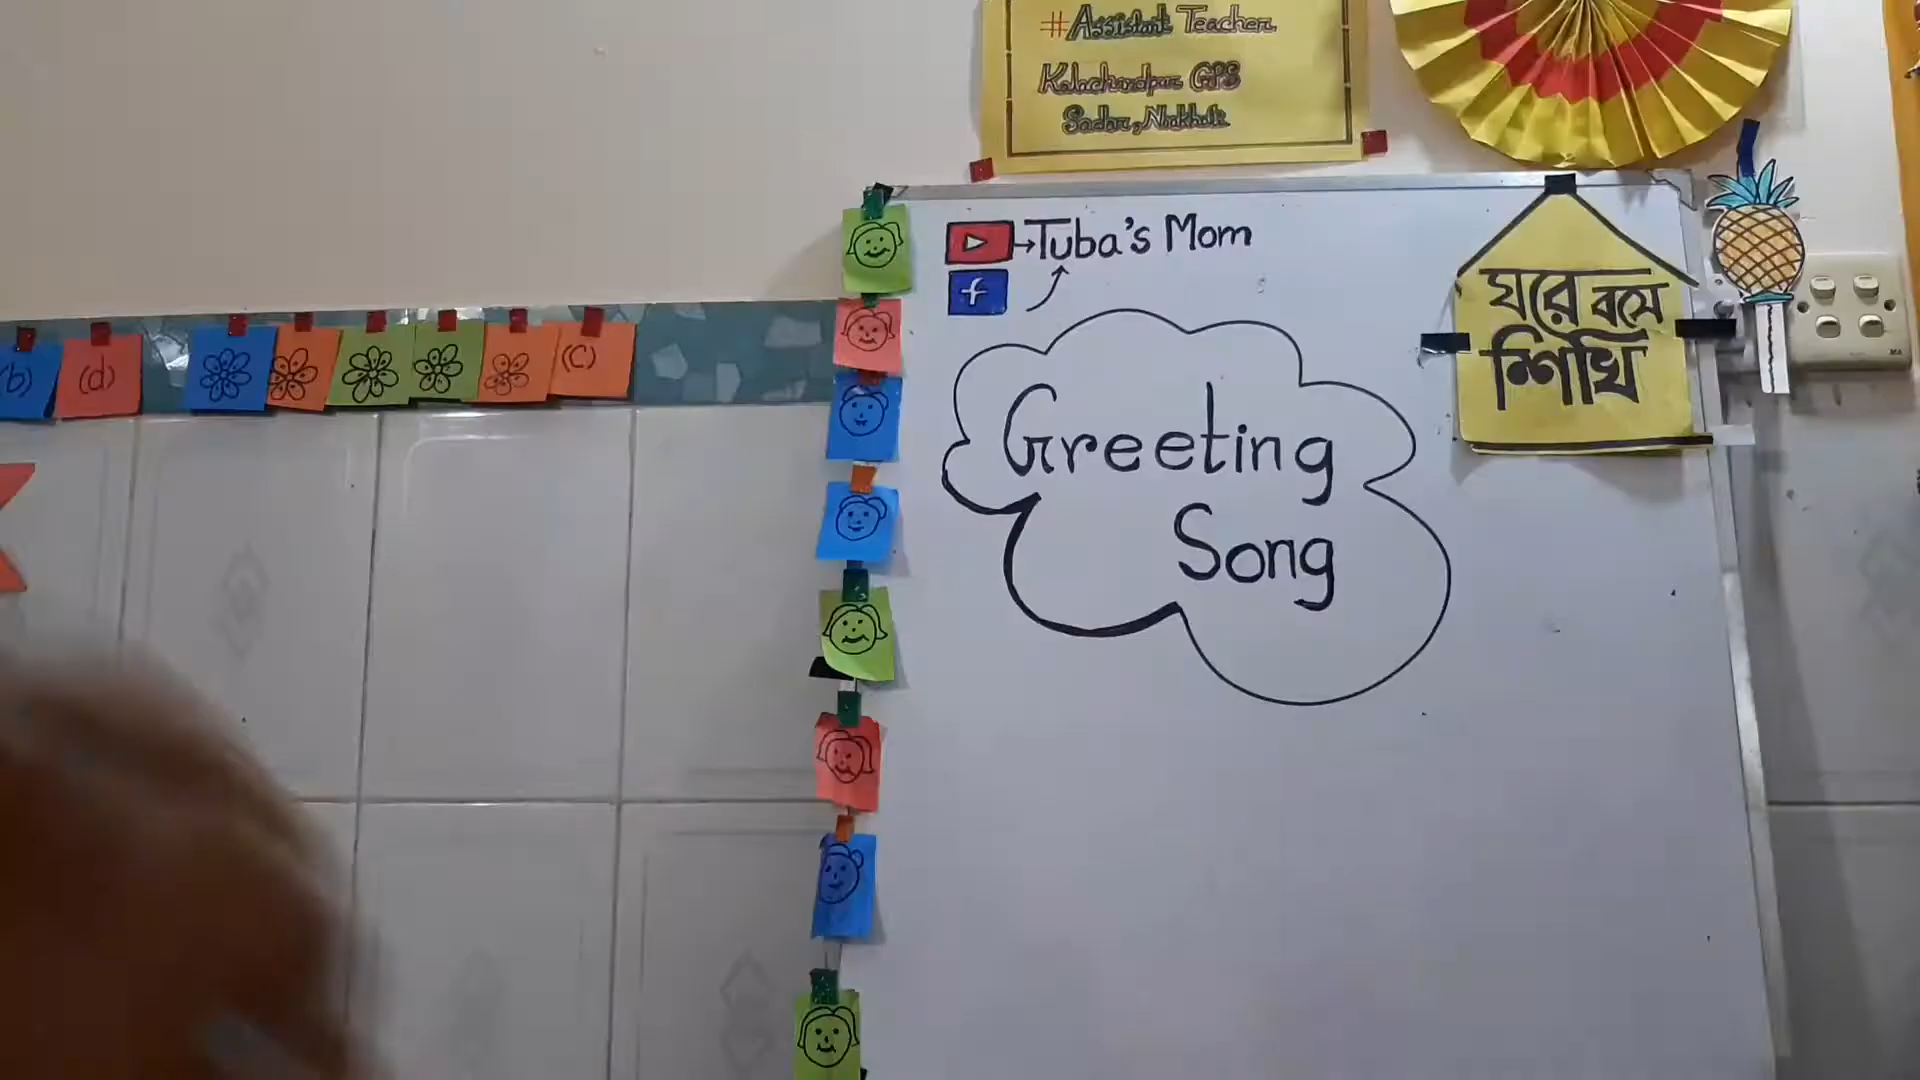 #Assistant Teacher
Kalachandpur GPS
Sadar, Noakhali
Tuba's Mom
f
ঘরে বসে
শিখি
(b) (d) (C)
Greeting
Song